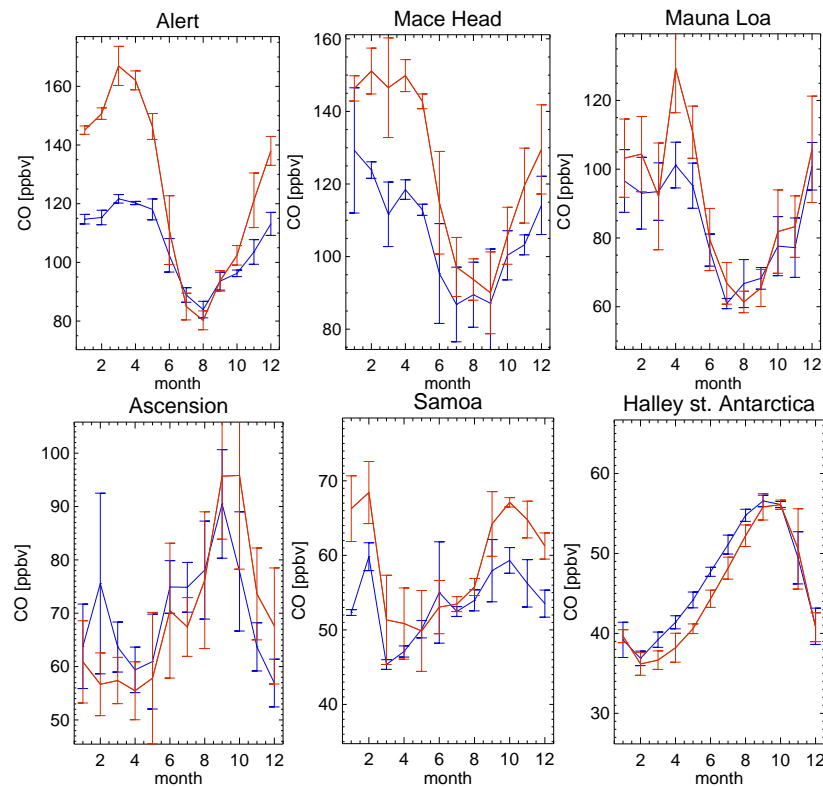 Alert
Mace Head
Mauna Loa
160
140
120
100
80
CO [ppbv]
2 4 6 8 10 12
month
160
140
120
100
80
CO [ppbv]
2 4 6 8 10 12
month
120
100
80
60
CO [ppbv]
2 4 6 8 10 12
month
Ascension
Samoa
Halley st. Antarctica
100
90
80
70
60
50
CO [ppbv]
2 4 6 8 10 12
month
70
60
50
40
CO [ppbv]
2 4 6 8 10 12
month
60
50
40
30
CO [ppbv]
2 4 6 8 10 12
month